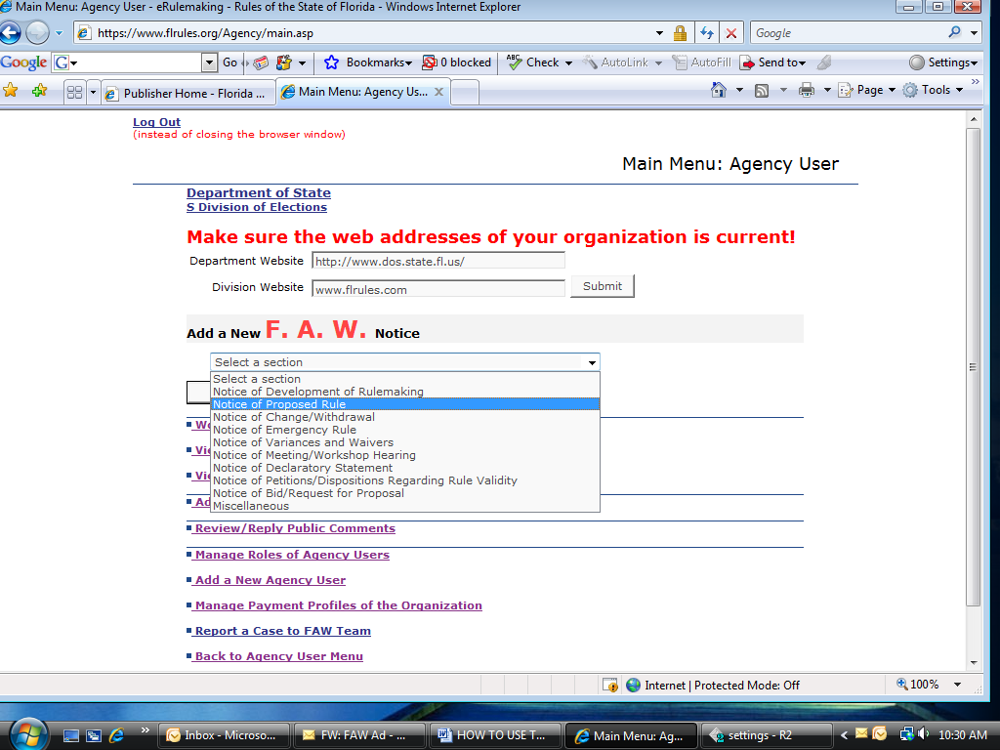 Main Menu: Agency User - eRulemaking - Rules of the State of Florida - Windows Internet Explorer
https://www.flrules.org/Agency/main.asp
Google
Google G Go Bookmarks 0 blocked ABC Check AutoLink AutoFill Send to Settings
Publisher Home - Florida ... Main Menu: Agency Us... X Page Tools »
Log Out
(instead of closing the browser window)
Main Menu: Agency User
Department of State
S Division of Elections
Make sure the web addresses of your organization is current!
Department Website http://www.dos.state.fl.us/
Division Website www.flrules.com Submit
Add a New F. A. W. Notice
Select a section
Select a section
Notice of Development of Rulemaking
Notice of Proposed Rule
Notice of Change/Withdrawal
Notice of Emergency Rule
Notice of Variances and Waivers
Notice of Meeting/Workshop Hearing
Notice of Declaratory Statement
Notice of Petitions/Dispositions Regarding Rule Validity
Notice of Bid/Request for Proposal
Miscellaneous
Review/Reply Public Comments
Manage Roles of Agency Users
Add a New Agency User
Manage Payment Profiles of the Organization
Report a Case to FAW Team
Back to Agency User Menu
Internet | Protected Mode: Off 100%
» Inbox - Microso... FW: FAW Ad - ... HOW TO USE T... Main Menu: Ag... settings - R2 < 10:30 AM